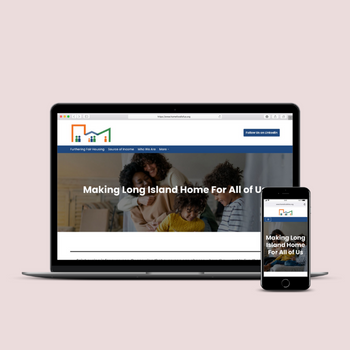 Follow Us on LinkedIn
Furthering Fair Housing
Source of Income
Who We Are
News
Making Long Island Home For All of Us
Making Long
Island Home
For All of Us